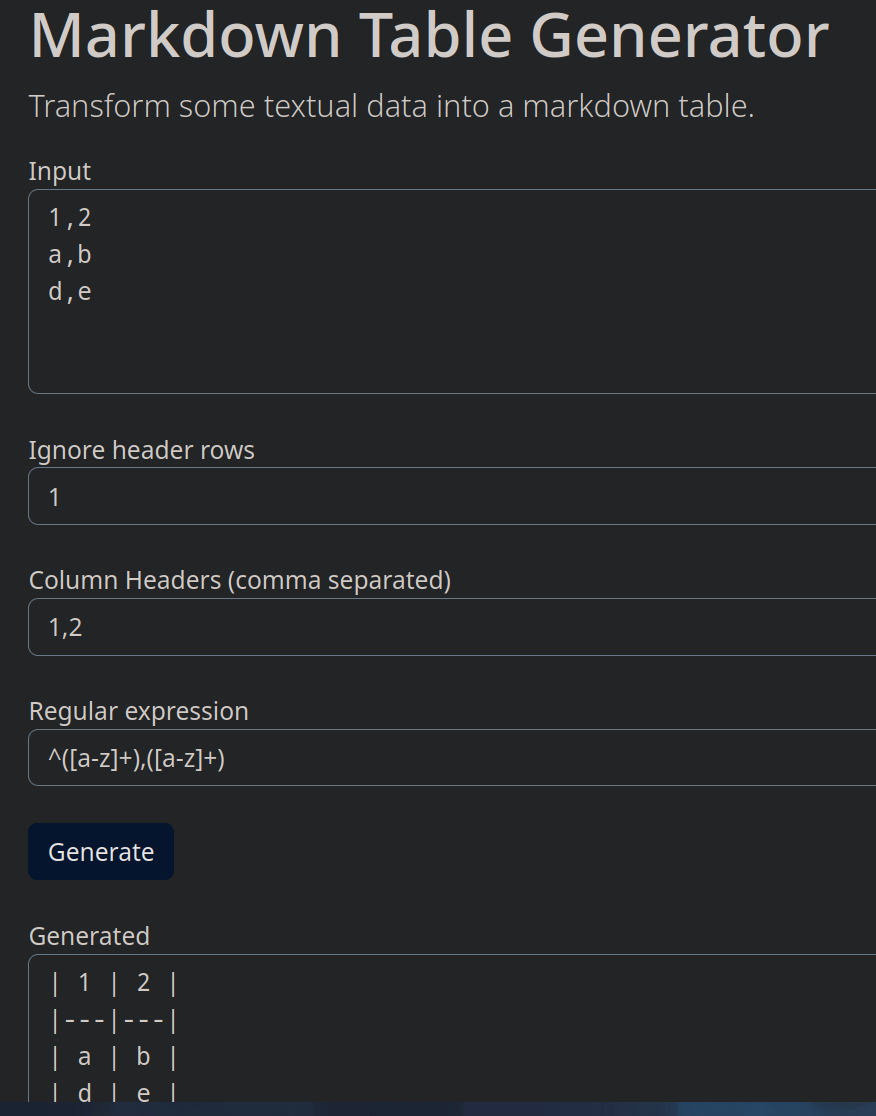 Markdown Table Generator
Transform some textual data into a markdown table.
Input
1,2
a,b
d,e
Ignore header rows
1
Column Headers (comma separated)
1,2
Regular expression
^([a-z]+),([a-z]+)
Generate
Generated
| 1 | 2 |
|---|---|
| a | b |
| d | e |